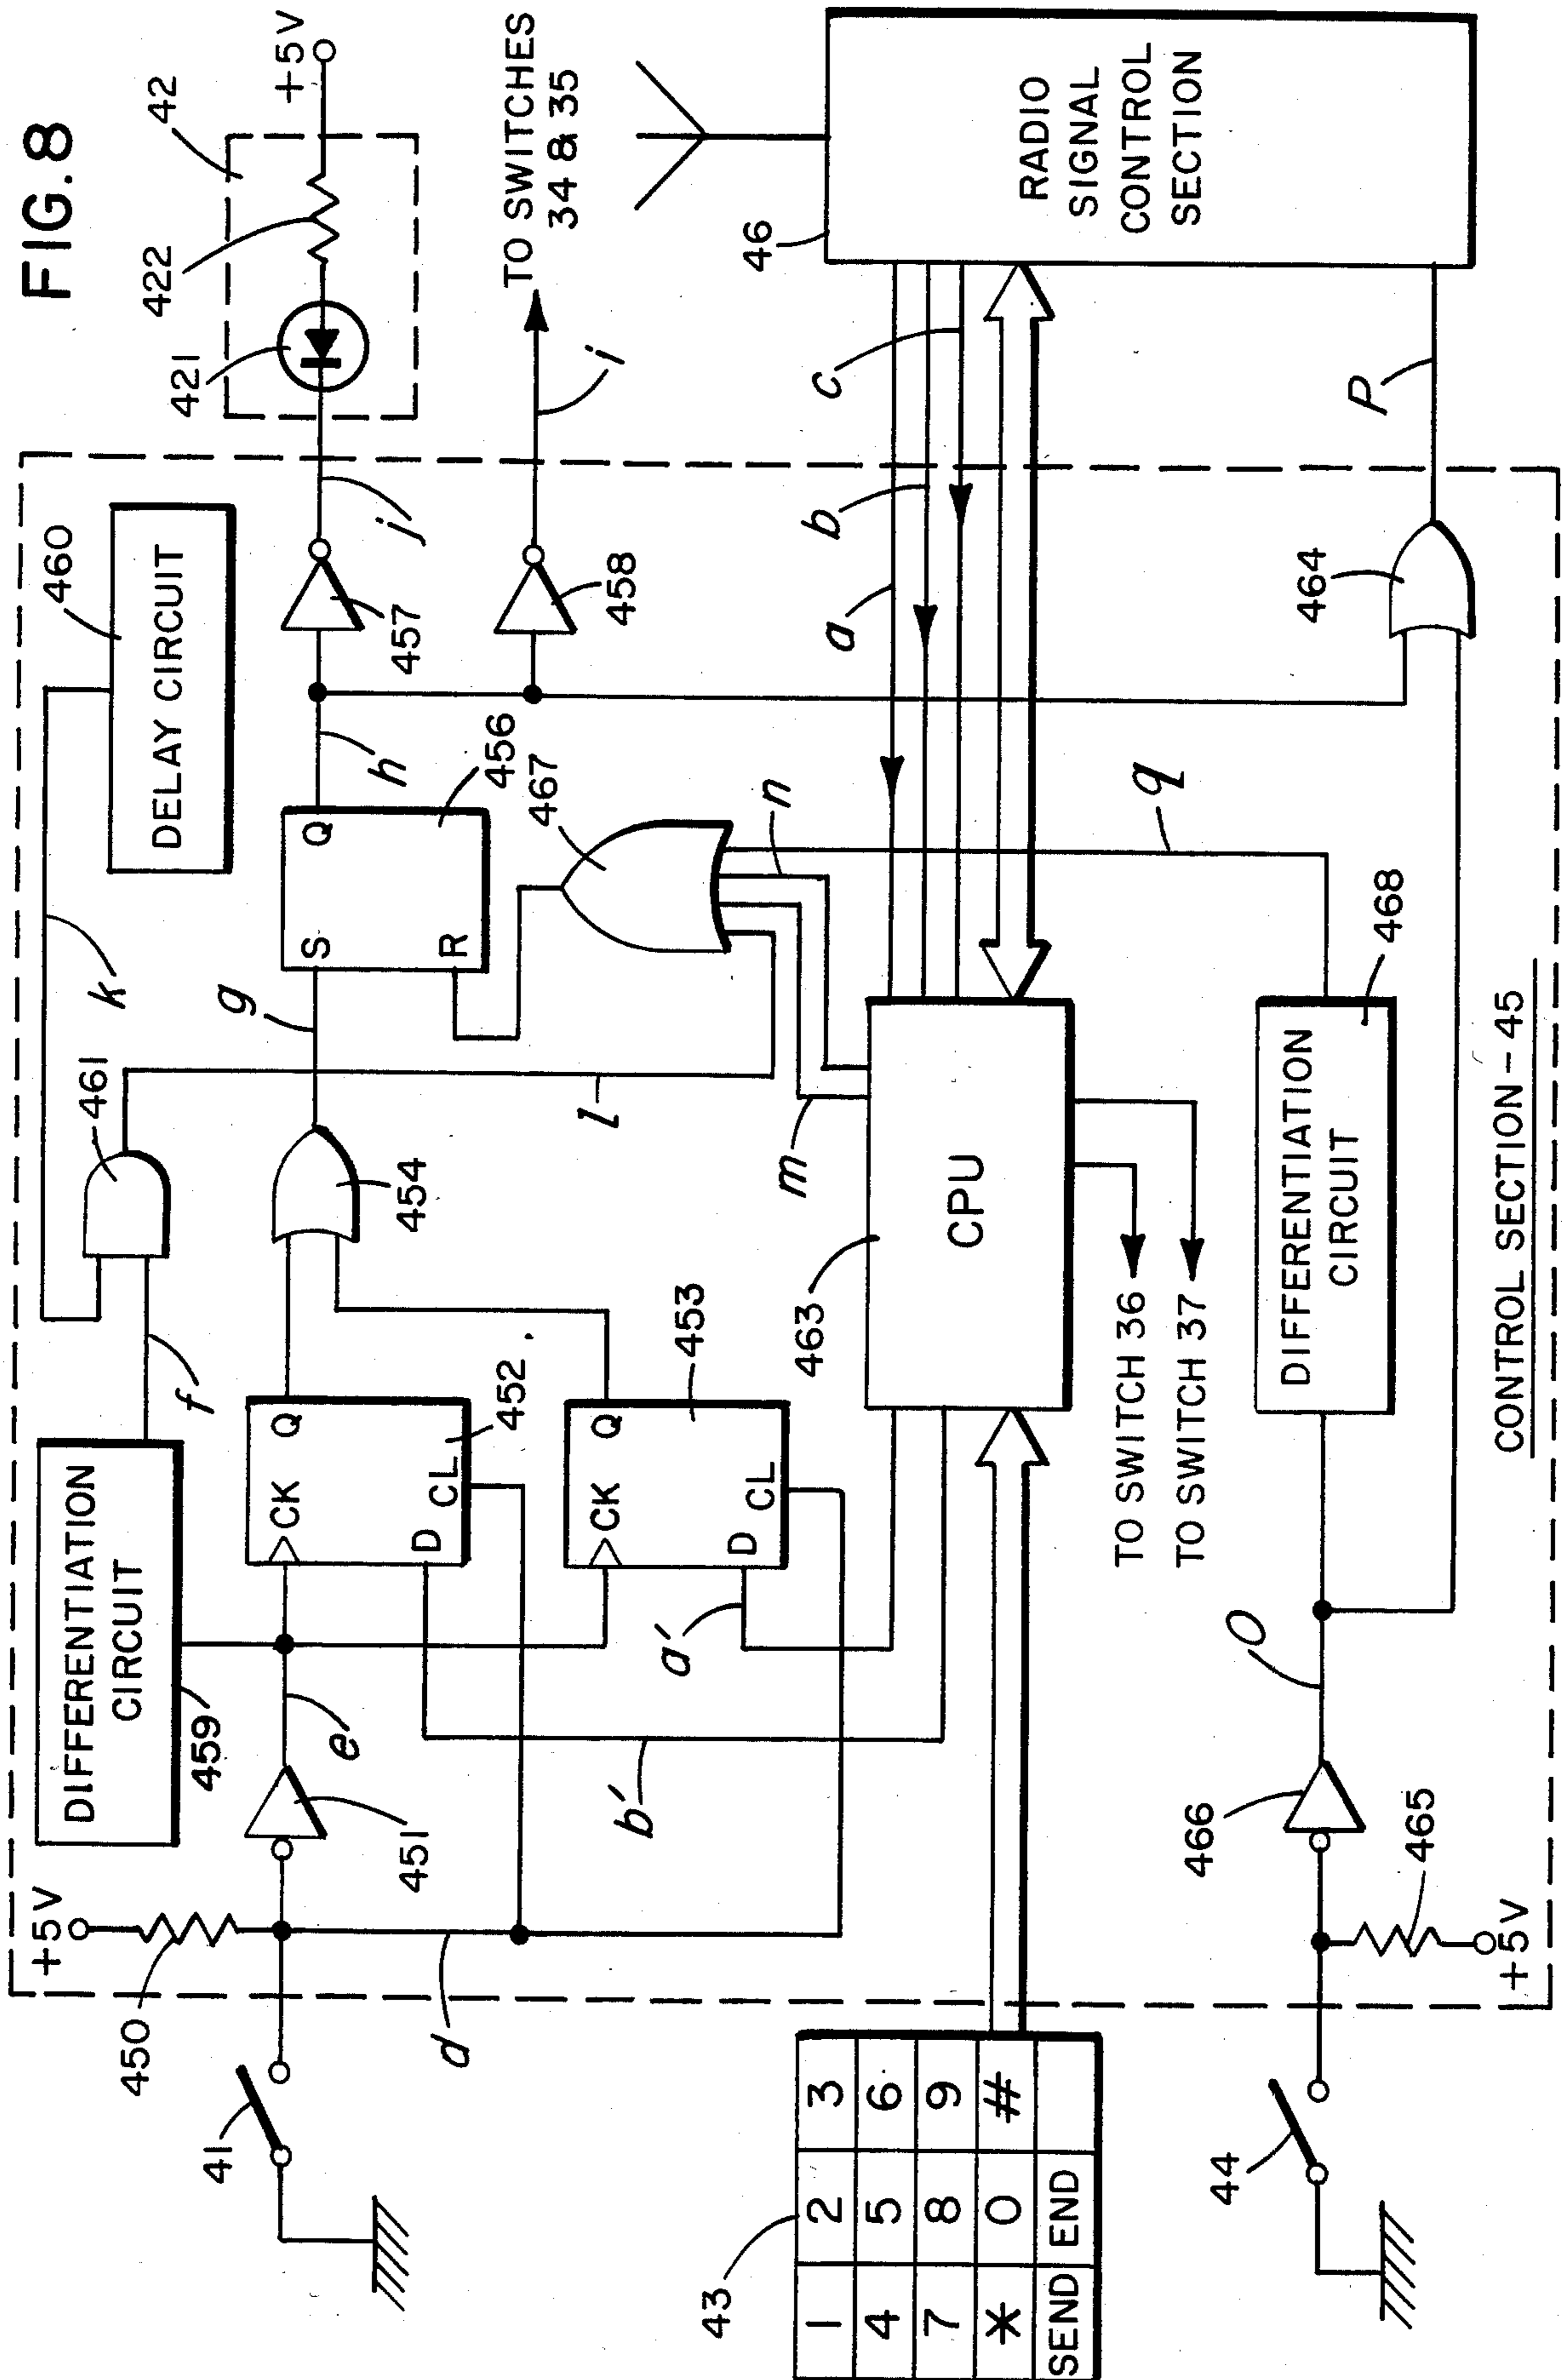 FIG. 8
+5V
450
41
d
451
e
DIFFERENTIATION
CIRCUIT
459
f
k
461
460
DELAY CIRCUIT
CK
Q
D
CL
452
b'
CK
Q
D
CL
453
a'
454
g
l
S
Q
R
456
h
467
457
j
458
i
TO SWITCHES
34 & 35
42
421
422
+5V
43
1 2 3
4 5 6
7 8 9
* 0 #
SEND END
463
CPU
m
n
q
a
b
c
46
RADIO
SIGNAL
CONTROL
SECTION
TO SWITCH 36
TO SWITCH 37
44
+5V
465
466
O
DIFFERENTIATION
CIRCUIT
468
464
P
CONTROL SECTION-45